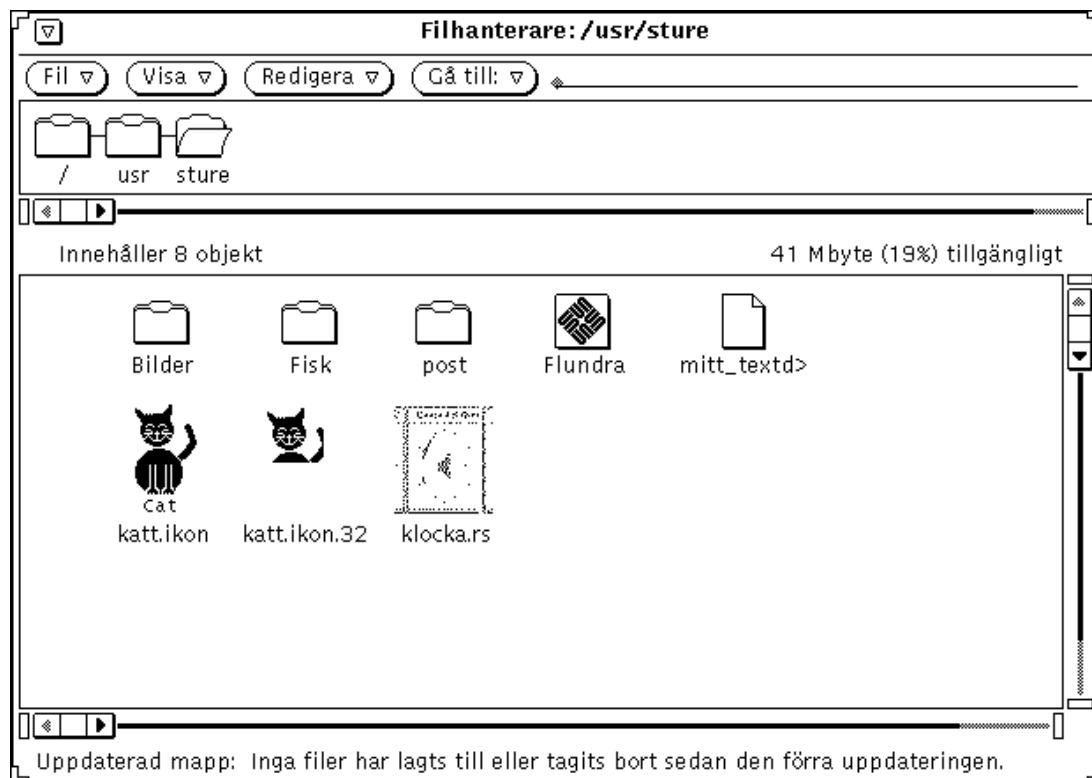 Filhanterare: /usr/sture
Fil Visa Redigera Gå till:
/ usr sture
Innehåller 8 objekt 41 Mbyte (19%) tillgängligt
Bilder Fisk post Flundra mitt_textd>
Cat
katt.ikon katt.ikon.32 klocka.rs
Uppdaterad mapp: Inga filer har lagts till eller tagits bort sedan den förra uppdateringen.